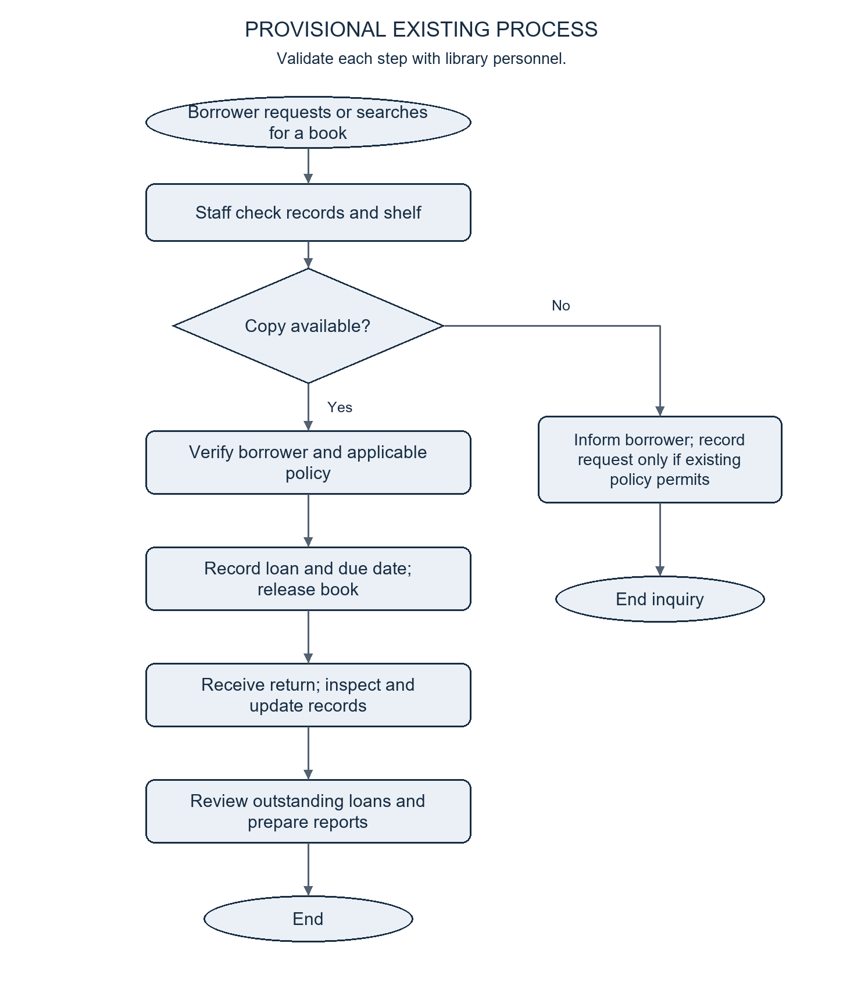 PROVISIONAL EXISTING PROCESS
Validate each step with library personnel.
Borrower requests or searches
for a book
Staff check records and shelf
Copy available?
No
Yes
Verify borrower and applicable
policy
Inform borrower; record
request only if existing
policy permits
Record loan and due date;
release book
End inquiry
Receive return; inspect and
update records
Review outstanding loans and
prepare reports
End